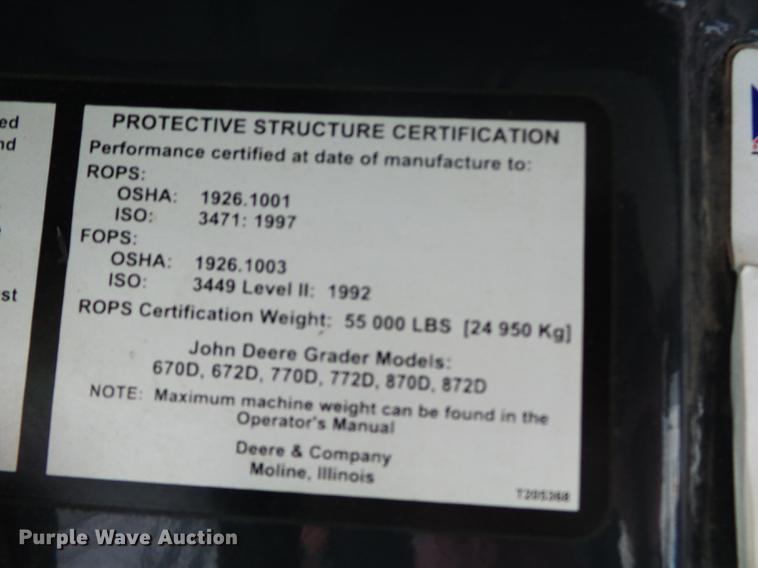 ed
nd
st
PROTECTIVE STRUCTURE CERTIFICATION
Performance certified at date of manufacture to:
ROPS:
OSHA: 1926.1001
ISO: 3471: 1997
FOPS:
OSHA: 1926.1003
ISO: 3449 Level II: 1992
ROPS Certification Weight: 55 000 LBS [24 950 Kg]
John Deere Grader Models:
670D, 672D, 770D, 772D, 870D, 872D
NOTE: Maximum machine weight can be found in the
Operator's Manual
Deere & Company
Moline, Illinois
T205368
Purple Wave Auction